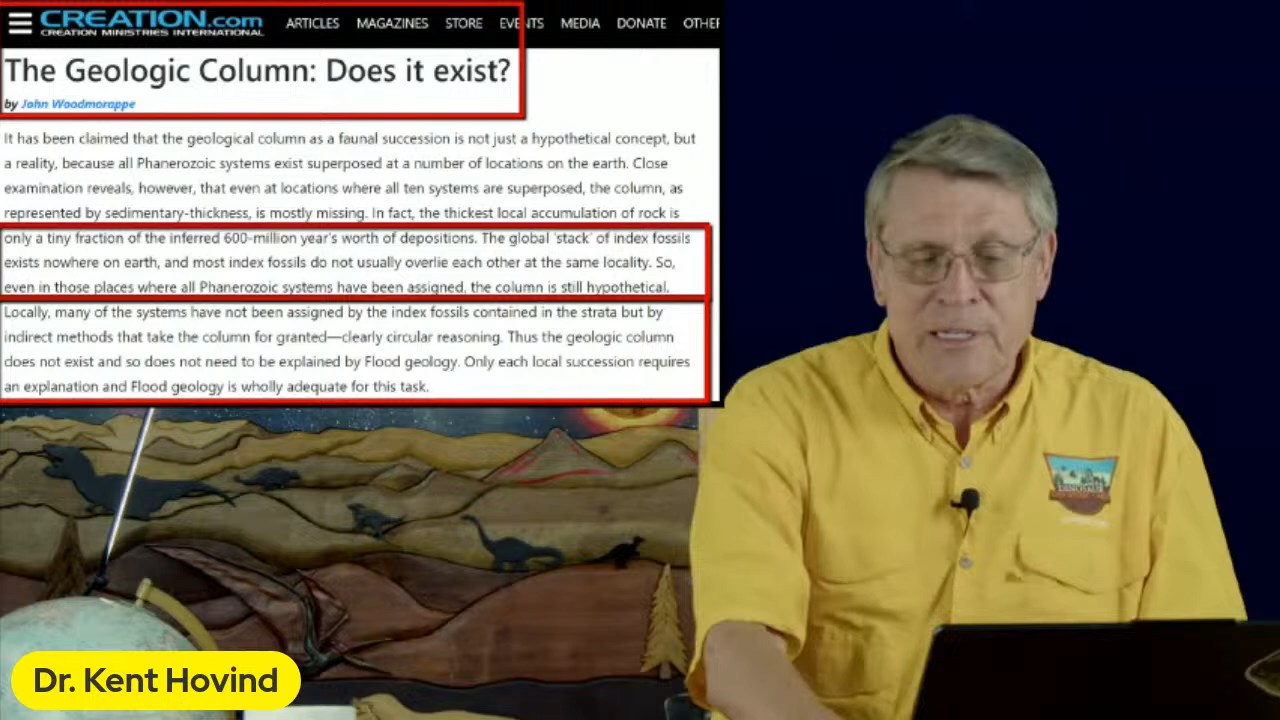 CREATION.com
CREATION MINISTRIES INTERNATIONAL
ARTICLES MAGAZINES STORE EVENTS MEDIA DONATE OTHER
The Geologic Column: Does it exist?
by John Woodmorappe
It has been claimed that the geological column as a faunal succession is not just a hypothetical concept, but
a reality, because all Phanerozoic systems exist superposed at a number of locations on the earth. Close
examination reveals, however, that even at locations where all ten systems are superposed, the column, as
represented by sedimentary-thickness, is mostly missing. In fact, the thickest local accumulation of rock is
only a tiny fraction of the inferred 600-million year's worth of depositions. The global 'stack' of index fossils
exists nowhere on earth, and most index fossils do not usually overlie each other at the same locality. So,
even in those places where all Phanerozoic systems have been assigned, the column is still hypothetical.
Locally, many of the systems have not been assigned by the index fossils contained in the strata but by
indirect methods that take the column for granted—clearly circular reasoning. Thus the geologic column
does not exist and so does not need to be explained by Flood geology. Only each local succession requires
an explanation and Flood geology is wholly adequate for this task.
DINOSAUR
Dr. Kent Hovind